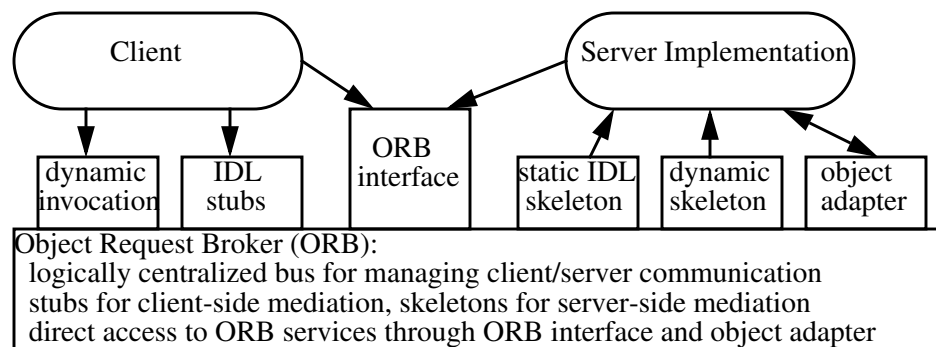 Client
Server Implementation
dynamic
invocation
IDL
stubs
ORB
interface
static IDL
skeleton
dynamic
skeleton
object
adapter
Object Request Broker (ORB):
logically centralized bus for managing client/server communication
stubs for client-side mediation, skeletons for server-side mediation
direct access to ORB services through ORB interface and object adapter